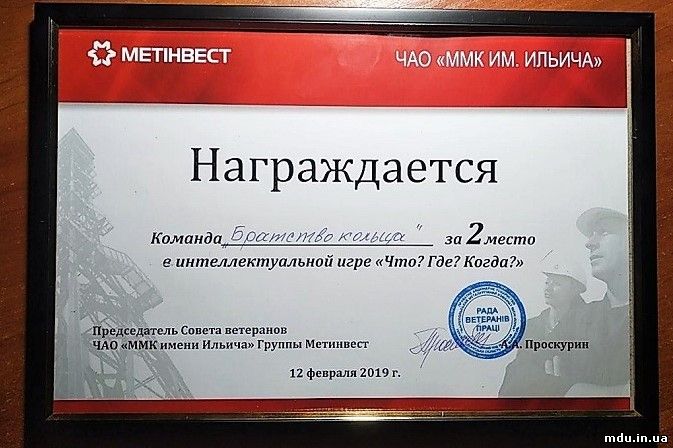 МЕТІНВЕСТ
ЧАО «ММК ИМ. ИЛЬИЧА»
Награждается
Команда „Братство кольца" за 2 место
в интеллектуальной игре «Что? Где? Когда?»
РАДА
ВЕТЕРАНІВ
ПРАЦІ
Председатель Совета ветеранов
ЧАО «ММК имени Ильича» Группы Метинвест
А.А. Проскурин
12 февраля 2019 г.
mdu.in.ua